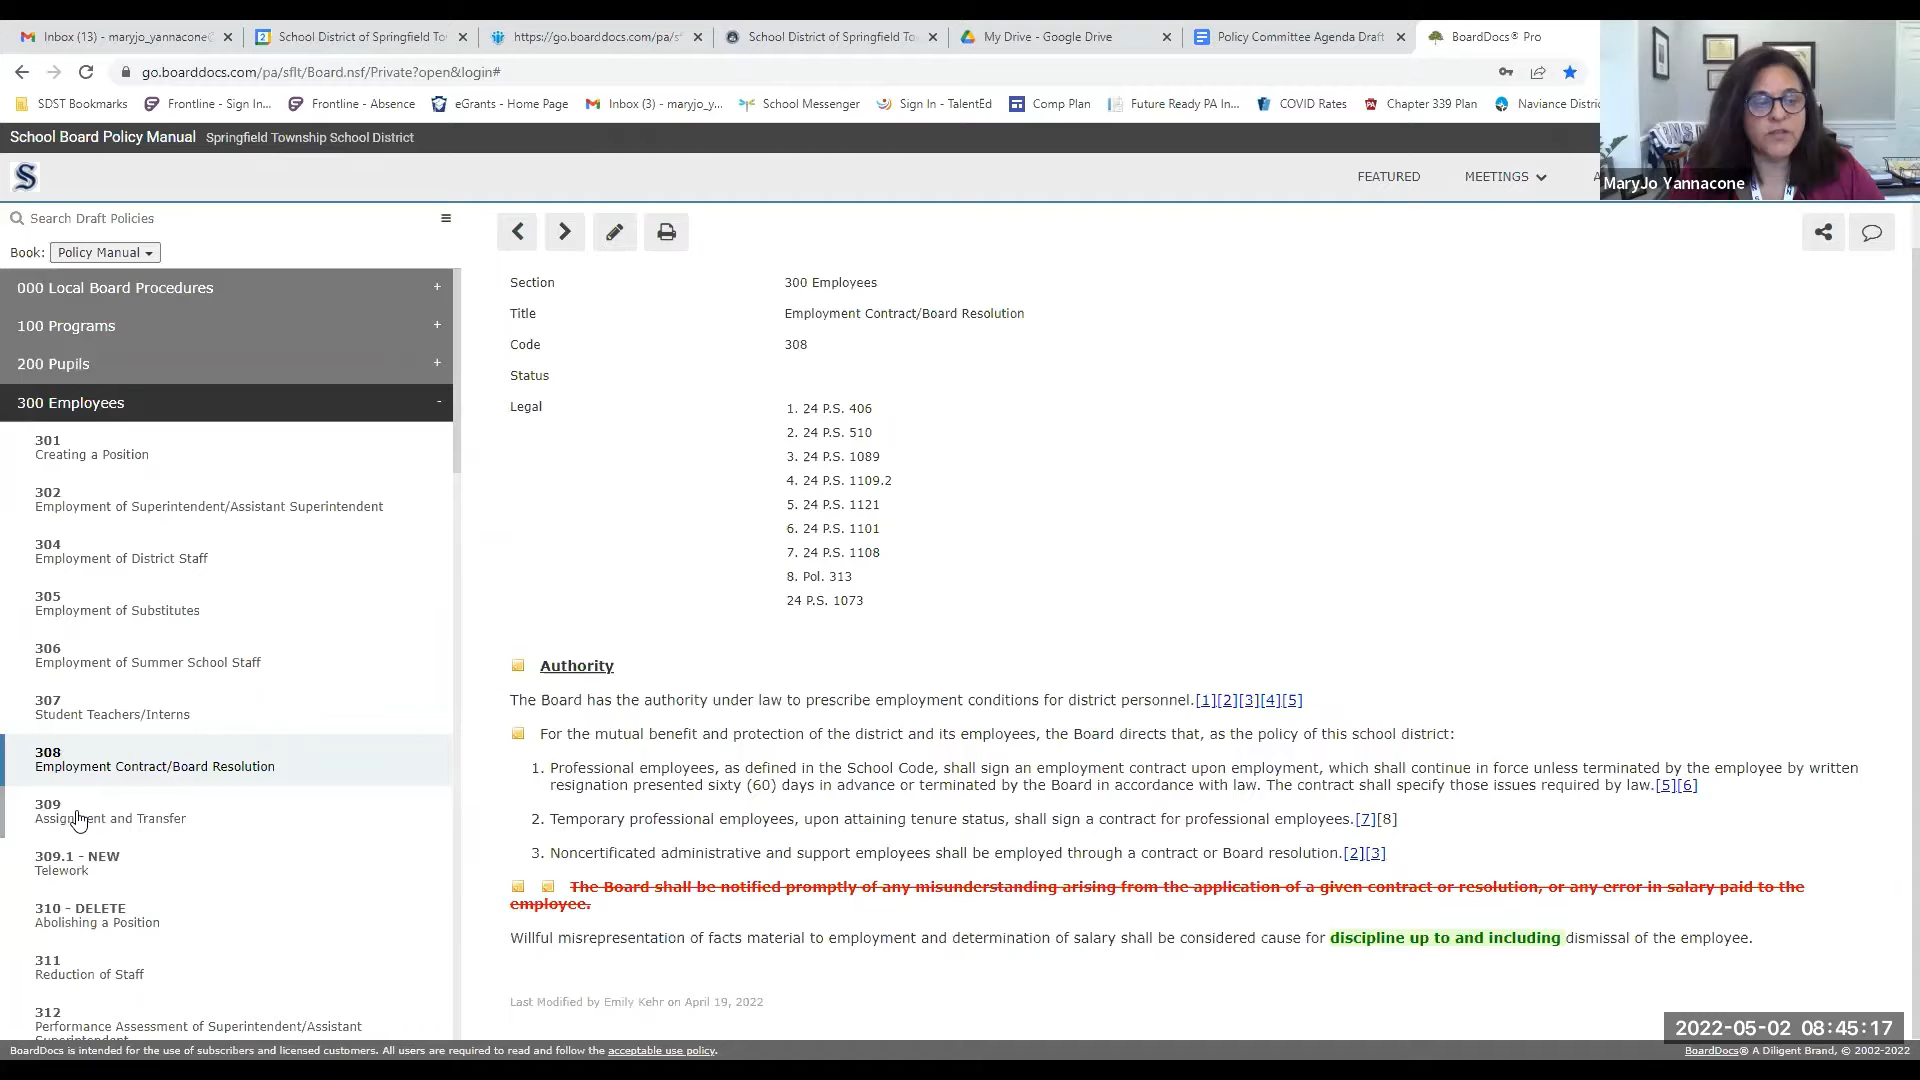 Inbox (13) - maryjo_yannacone@
School District of Springfield To
https://go.boarddocs.com/pa/s
School District of Springfield To
My Drive - Google Drive
Policy Committee Agenda Draft
BoardDocs® Pro
go.boarddocs.com/pa/sflt/Board.nsf/Private?open&login#
SDST Bookmarks
Frontline - Sign In...
Frontline - Absence
eGrants - Home Page
Inbox (3) - maryjo_y...
School Messenger
Sign In - TalentEd
Comp Plan
Future Ready PA In...
COVID Rates
Chapter 339 Plan
Naviance Distric
School Board Policy Manual Springfield Township School District
S
FEATURED
MEETINGS
MaryJo Yannacone
Search Draft Policies
Book: Policy Manual
000 Local Board Procedures +
100 Programs +
200 Pupils +
300 Employees -
301
Creating a Position
302
Employment of Superintendent/Assistant Superintendent
304
Employment of District Staff
305
Employment of Substitutes
306
Employment of Summer School Staff
307
Student Teachers/Interns
308
Employment Contract/Board Resolution
309
Assignment and Transfer
309.1 - NEW
Telework
310 - DELETE
Abolishing a Position
311
Reduction of Staff
312
Performance Assessment of Superintendent/Assistant
Superintendent
Section 300 Employees
Title Employment Contract/Board Resolution
Code 308
Status
Legal
1. 24 P.S. 406
2. 24 P.S. 510
3. 24 P.S. 1089
4. 24 P.S. 1109.2
5. 24 P.S. 1121
6. 24 P.S. 1101
7. 24 P.S. 1108
8. Pol. 313
24 P.S. 1073
Authority
The Board has the authority under law to prescribe employment conditions for district personnel.[1][2][3][4][5]
For the mutual benefit and protection of the district and its employees, the Board directs that, as the policy of this school district:
1. Professional employees, as defined in the School Code, shall sign an employment contract upon employment, which shall continue in force unless terminated by the employee by written
resignation presented sixty (60) days in advance or terminated by the Board in accordance with law. The contract shall specify those issues required by law.[5][6]
2. Temporary professional employees, upon attaining tenure status, shall sign a contract for professional employees.[7][8]
3. Noncertificated administrative and support employees shall be employed through a contract or Board resolution.[2][3]
The Board shall be notified promptly of any misunderstanding arising from the application of a given contract or resolution, or any error in salary paid to the
employee.
Willful misrepresentation of facts material to employment and determination of salary shall be considered cause for discipline up to and including dismissal of the employee.
Last Modified by Emily Kehr on April 19, 2022
2022-05-02 08:45:17
BoardDocs is intended for the use of subscribers and licensed customers. All users are required to read and follow the acceptable use policy.
BoardDocs® A Diligent Brand, © 2002-2022